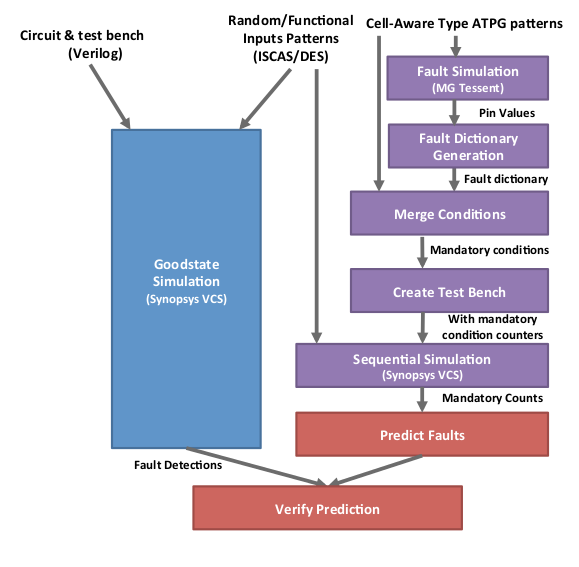 Circuit & test bench
(Verilog)
Random/Functional
Inputs Patterns
(ISCAS/DES)
Cell-Aware Type ATPG patterns
Fault Simulation
(MG Tessent)
Pin Values
Fault Dictionary
Generation
Fault dictionary
Merge Conditions
Mandatory conditions
Create Test Bench
With mandatory
condition counters
Goodstate
Simulation
(Synopsys VCS)
Sequential Simulation
(Synopsys VCS)
Mandatory Counts
Predict Faults
Fault Detections
Verify Prediction